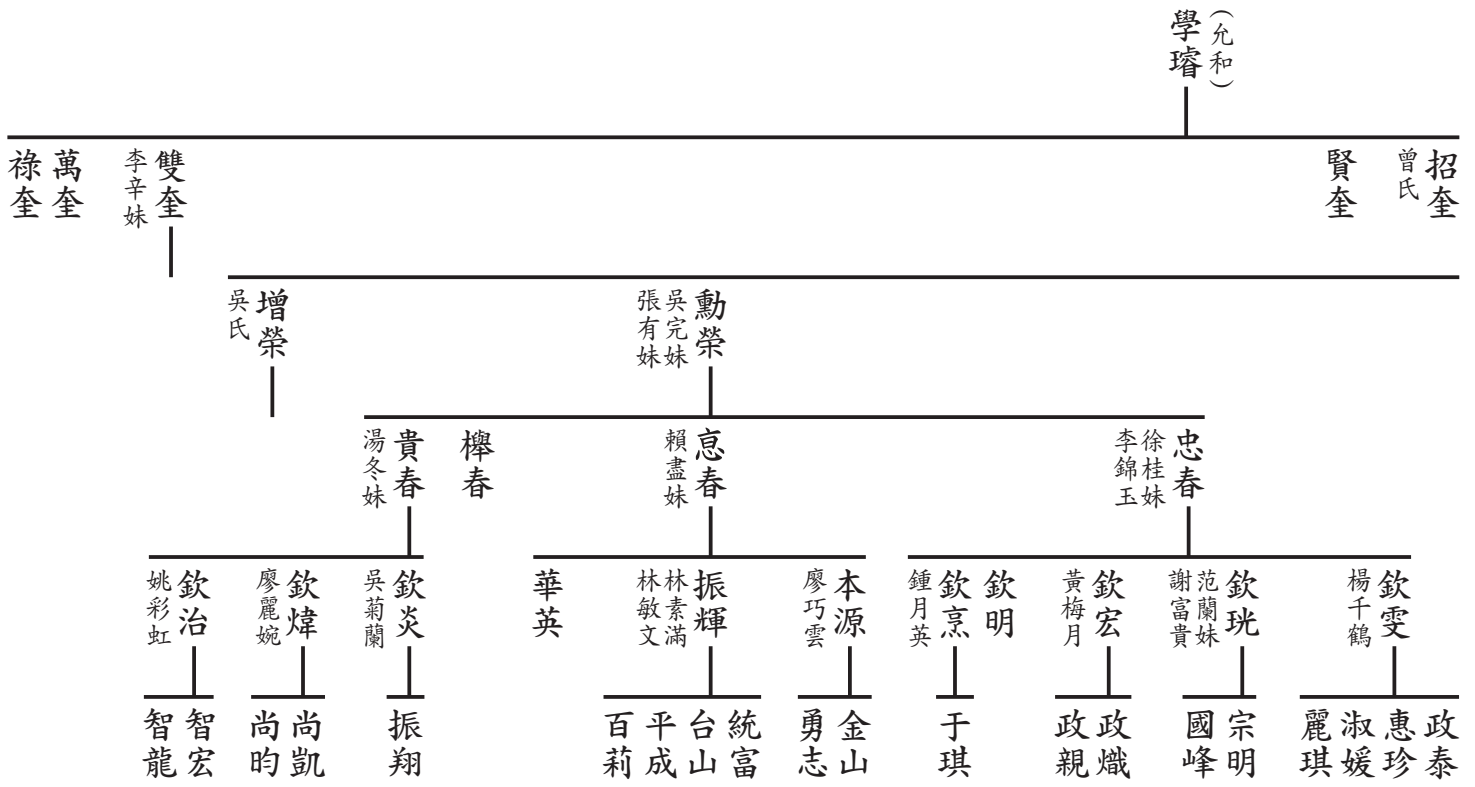 學璿
（允和）
招奎
曾氏
賢奎
雙奎
李辛妹
萬奎
祿奎
勳榮
吳完妹
張有妹
增榮
吳氏
忠春
徐桂妹
李錦玉
悳春
賴盡妹
櫸春
貴春
湯冬妹
欽雯
楊千鶴
欽珖
范蘭妹
謝富貴
欽宏
黃梅月
欽明
欽烹
鍾月英
本源
廖巧雲
振輝
林素滿
林敏文
華英
欽炎
吳菊蘭
欽煒
廖麗婉
欽治
姚彩虹
政泰
惠珍
淑媛
麗琪
宗明
國峰
政熾
政親
于琪
金山
勇志
統富
台山
平成
百莉
振翔
尚凱
尚昀
智宏
智龍